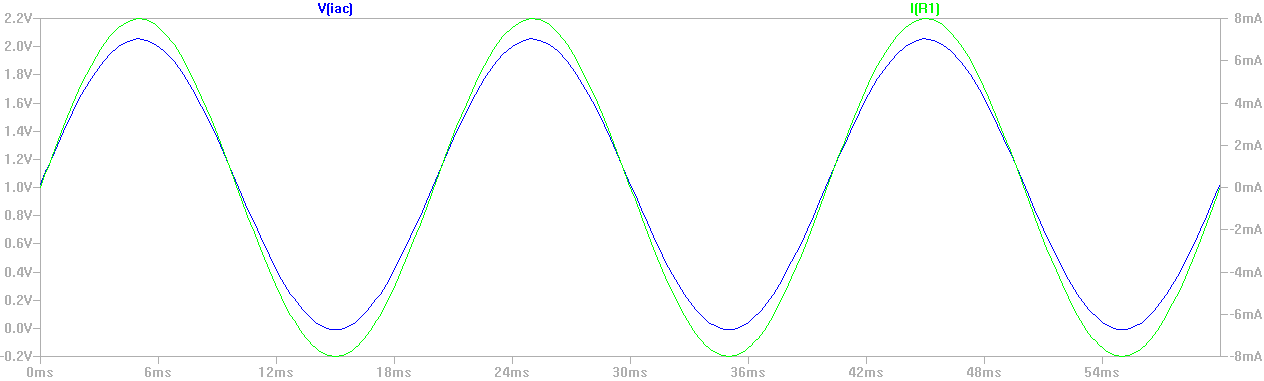 V(iac) I(R1)
2.2V 8mA
2.0V 6mA
1.8V 4mA
1.6V 2mA
1.4V 0mA
1.2V -2mA
1.0V -4mA
0.8V -6mA
0.6V -8mA
0.4V
0.2V
0.0V
-0.2V
0ms 6ms 12ms 18ms 24ms 30ms 36ms 42ms 48ms 54ms